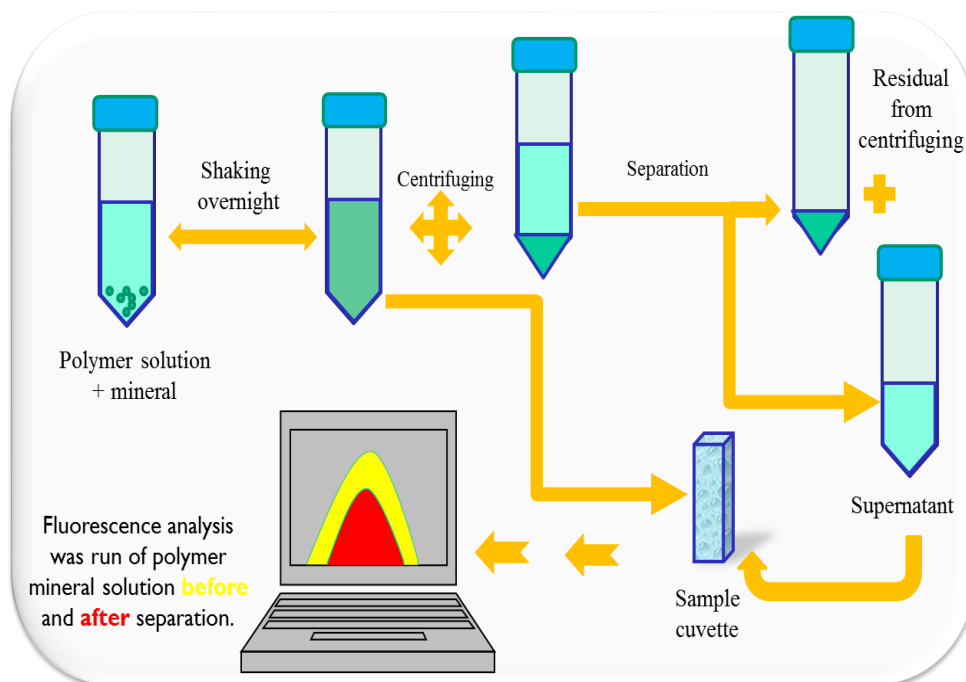 Polymer solution
+ mineral
Shaking
overnight
Centrifuging
Separation
Residual
from
centrifuging
Supernatant
Sample
cuvette
Fluorescence analysis
was run of polymer
mineral solution before
and after separation.